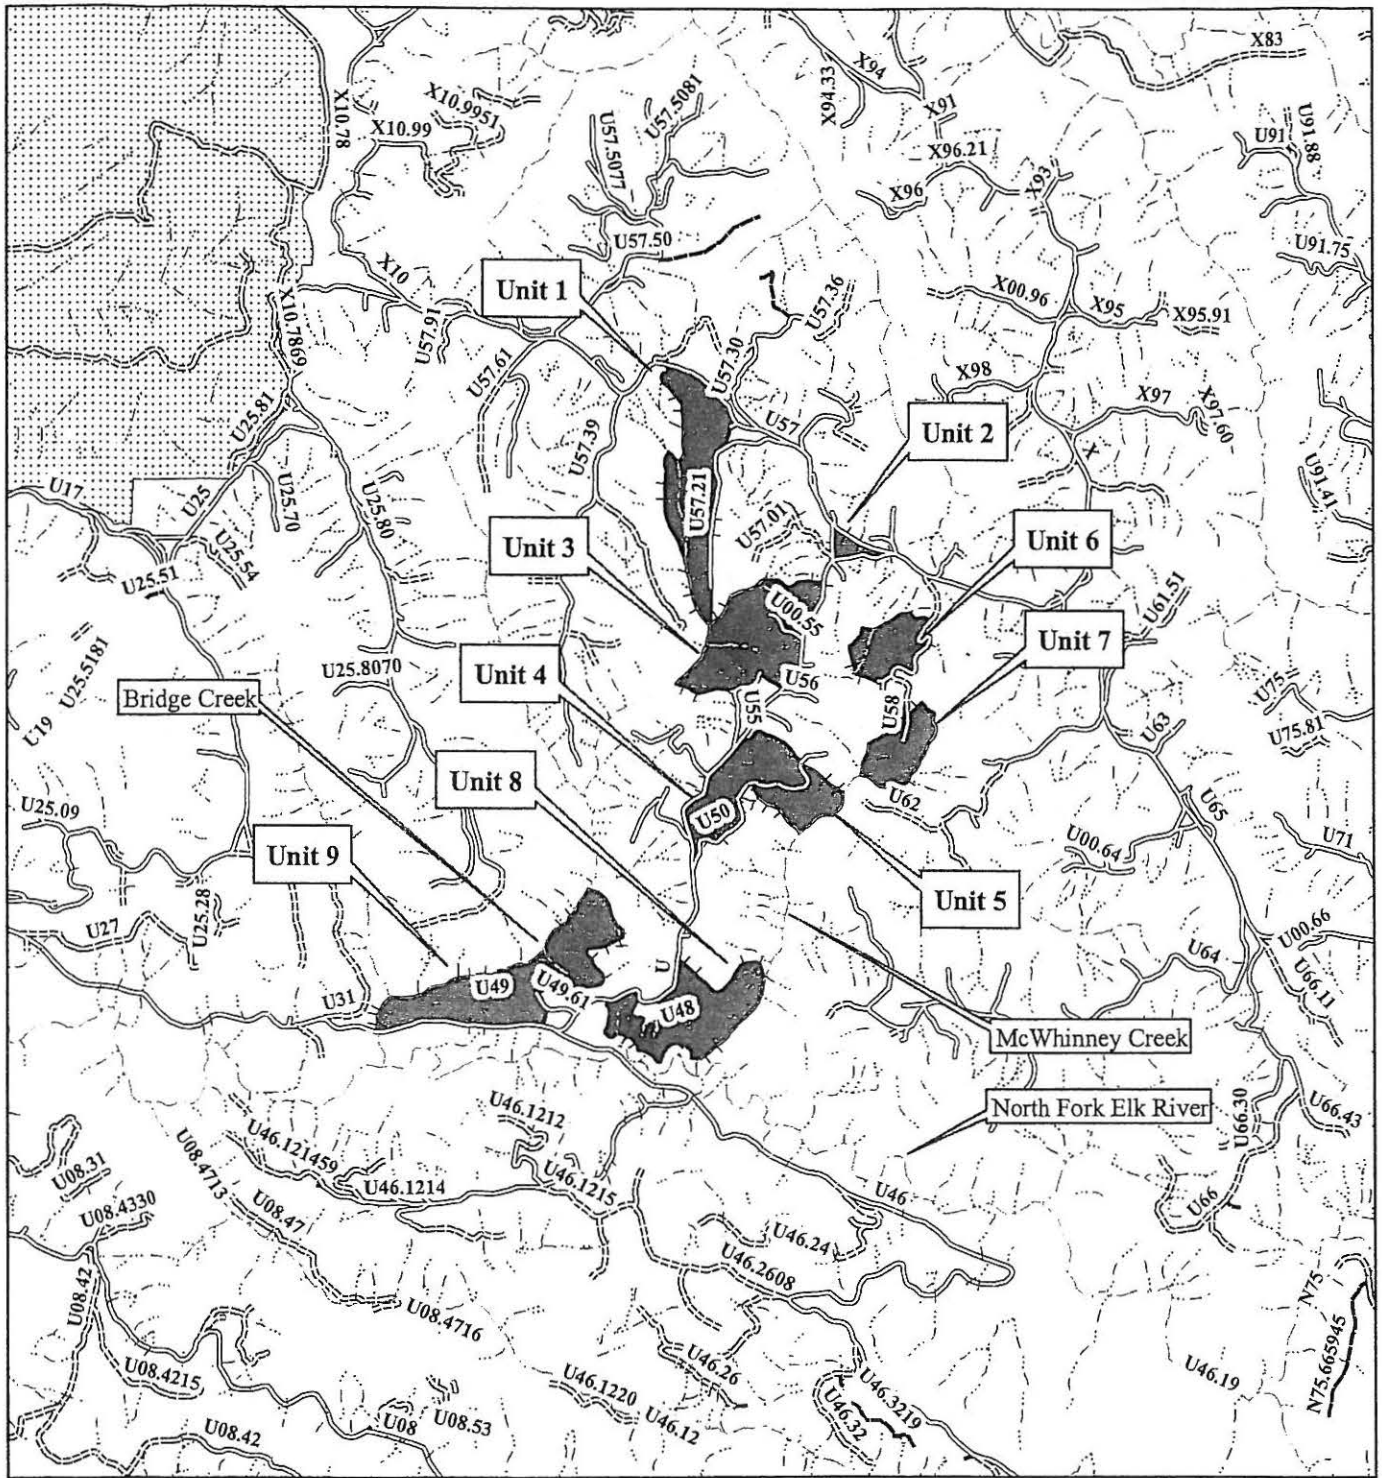 X83
X94
X94.33
X91
X10.78
X10.9951
X10.99
U57.5081
U57.5077
X96.21
X96
X93
U91
U91.88
U91.75
U57.50
X10
X10.7869
Unit 1
U57.36
X00.96
X95
X95.91
U57.91
U57.61
U57.30
X98
X97
X97.60
U25.81
U57.39
U57
Unit 2
X
U17
U25
U25.70
U25.80
U57.21
U91.41
U57.01
Unit 3
Unit 6
U25.54
U25.51
U61.51
U00.55
Unit 7
U25.5181
U25.8070
Unit 4
U56
U75
Bridge Creek
U55
U58
U63
U75.81
U19
Unit 8
U62
U65
U25.09
U50
U71
Unit 9
U00.64
Unit 5
U27
U25.28
U00.66
U64
U
U49
U49.61
U31
U48
U66.11
McWhinney Creek
North Fork Elk River
U46.1212
U66.30
U66.43
U46.121459
U08.4713
U08.31
U46.1214
U46.1215
U46
U08.4330
U08.47
U66
U46.24
U46.2608
U08.42
N75
U08.4716
N75.665945
U08.4215
U46.26
U46.19
U46.1220
U46.3219
U08
U08.53
U46.12
U46.32
U08.42